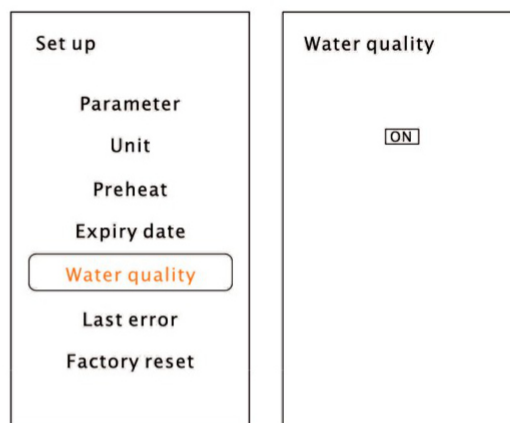 Set up
Parameter
Unit
Preheat
Expiry date
Water quality
Last error
Factory reset
Water quality
ON